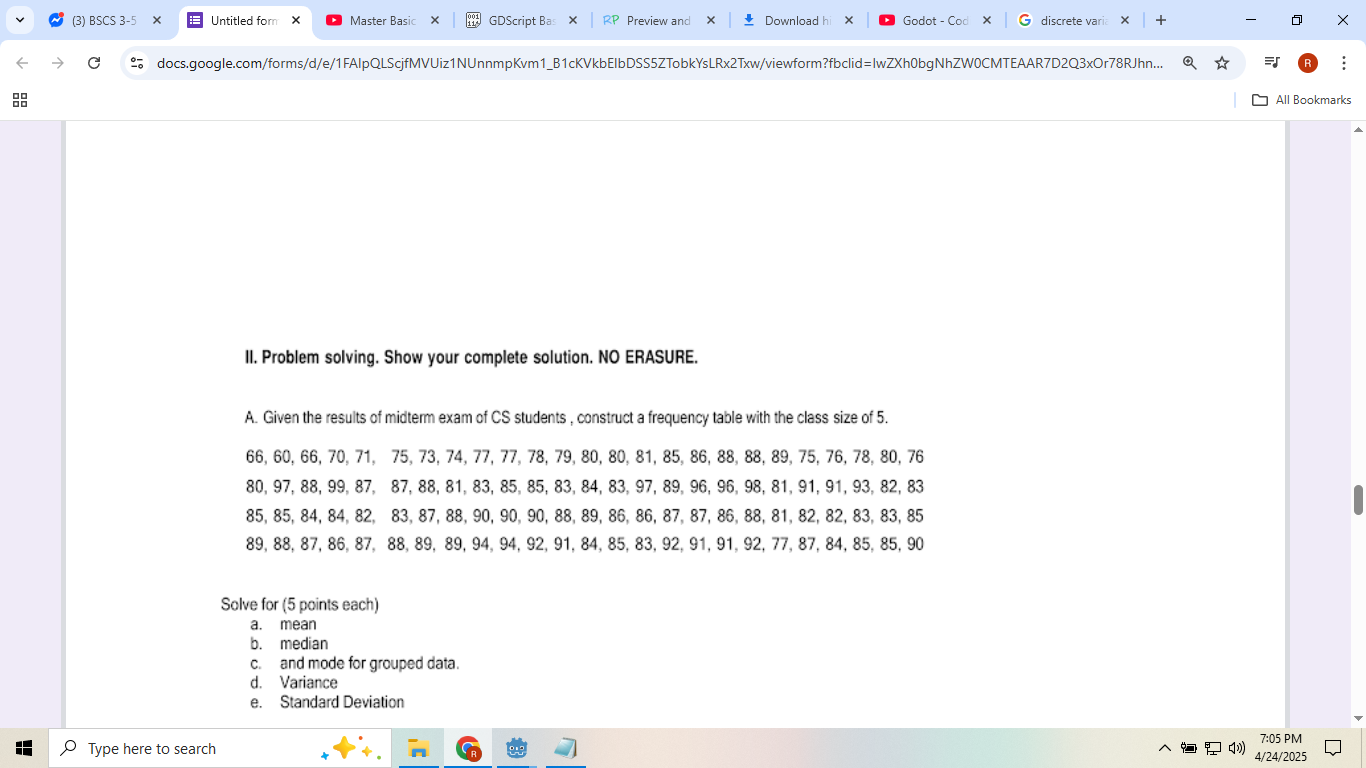 (3) BSCS 3-5
Untitled form
Master Basic
GDScript Bas
Preview and
Download hi
Godot - Cod
discrete varia
docs.google.com/forms/d/e/1FAIpQLScjfMVUiz1NUnnmpKvm1_B1cKVkbElbDSS5ZTobkYsLRx2Txw/viewform?fbclid=IwZXh0bgNhZW0CMTEAAR7D2Q3xOr78RJhn...
R
All Bookmarks
II. Problem solving. Show your complete solution. NO ERASURE.
A. Given the results of midterm exam of CS students , construct a frequency table with the class size of 5.
66, 60, 66, 70, 71, 75, 73, 74, 77, 77, 78, 79, 80, 80, 81, 85, 86, 88, 88, 89, 75, 76, 78, 80, 76
80, 97, 88, 99, 87, 87, 88, 81, 83, 85, 85, 83, 84, 83, 97, 89, 96, 96, 98, 81, 91, 91, 93, 82, 83
85, 85, 84, 84, 82, 83, 87, 88, 90, 90, 90, 88, 89, 86, 86, 87, 87, 86, 88, 81, 82, 82, 83, 83, 85
89, 88, 87, 86, 87, 88, 89, 89, 94, 94, 92, 91, 84, 85, 83, 92, 91, 91, 92, 77, 87, 84, 85, 85, 90
Solve for (5 points each)
a. mean
b. median
c. and mode for grouped data.
d. Variance
e. Standard Deviation
Type here to search
7:05 PM
4/24/2025